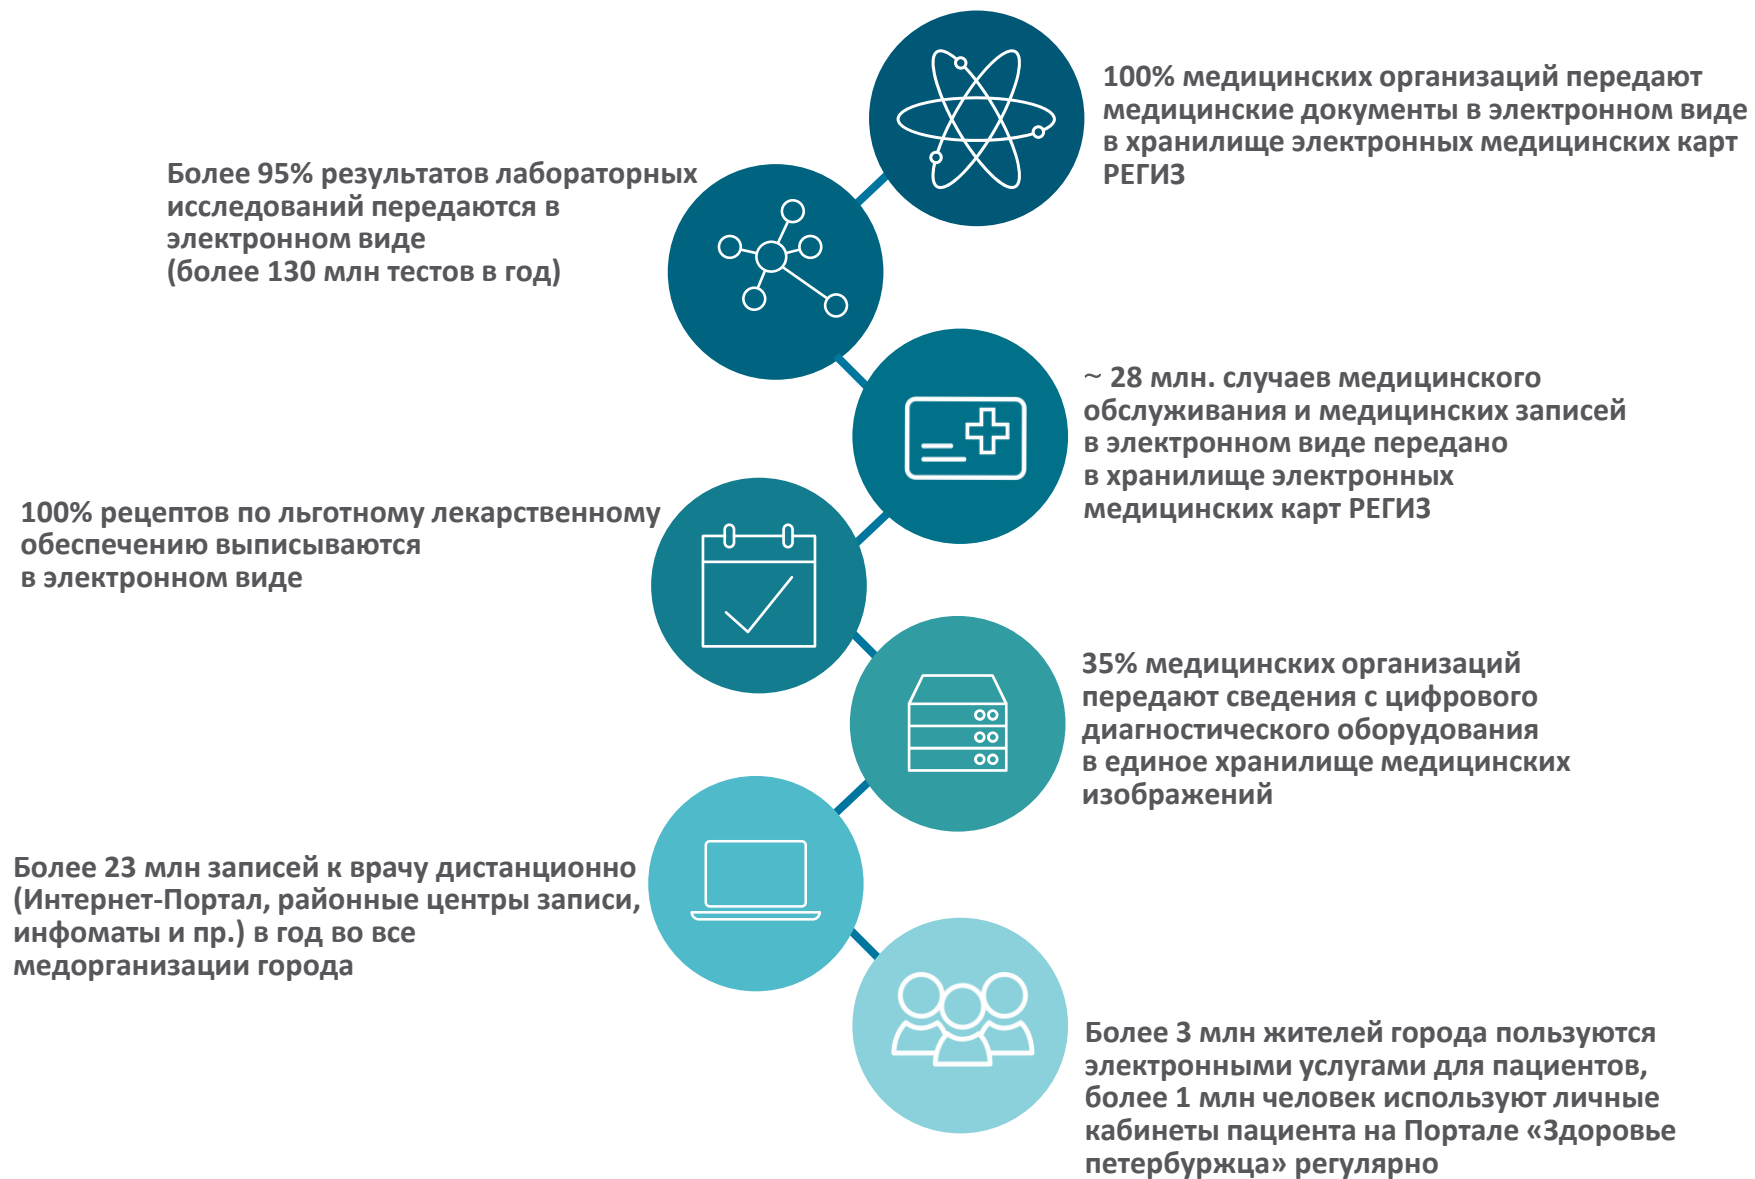 100% медицинских организаций передают
медицинские документы в электронном виде
в хранилище электронных медицинских карт
РЕГИЗ
Более 95% результатов лабораторных
исследований передаются в
электронном виде
(более 130 млн тестов в год)
~ 28 млн. случаев медицинского
обслуживания и медицинских записей
в электронном виде передано
в хранилище электронных
медицинских карт РЕГИЗ
100% рецептов по льготному лекарственному
обеспечению выписываются
в электронном виде
35% медицинских организаций
передают сведения с цифрового
диагностического оборудования
в единое хранилище медицинских
изображений
Более 23 млн записей к врачу дистанционно
(Интернет-Портал, районные центры записи,
инфоматы и пр.) в год во все
медорганизации города
Более 3 млн жителей города пользуются
электронными услугами для пациентов,
более 1 млн человек используют личные
кабинеты пациента на Портале «Здоровье
петербуржца» регулярно